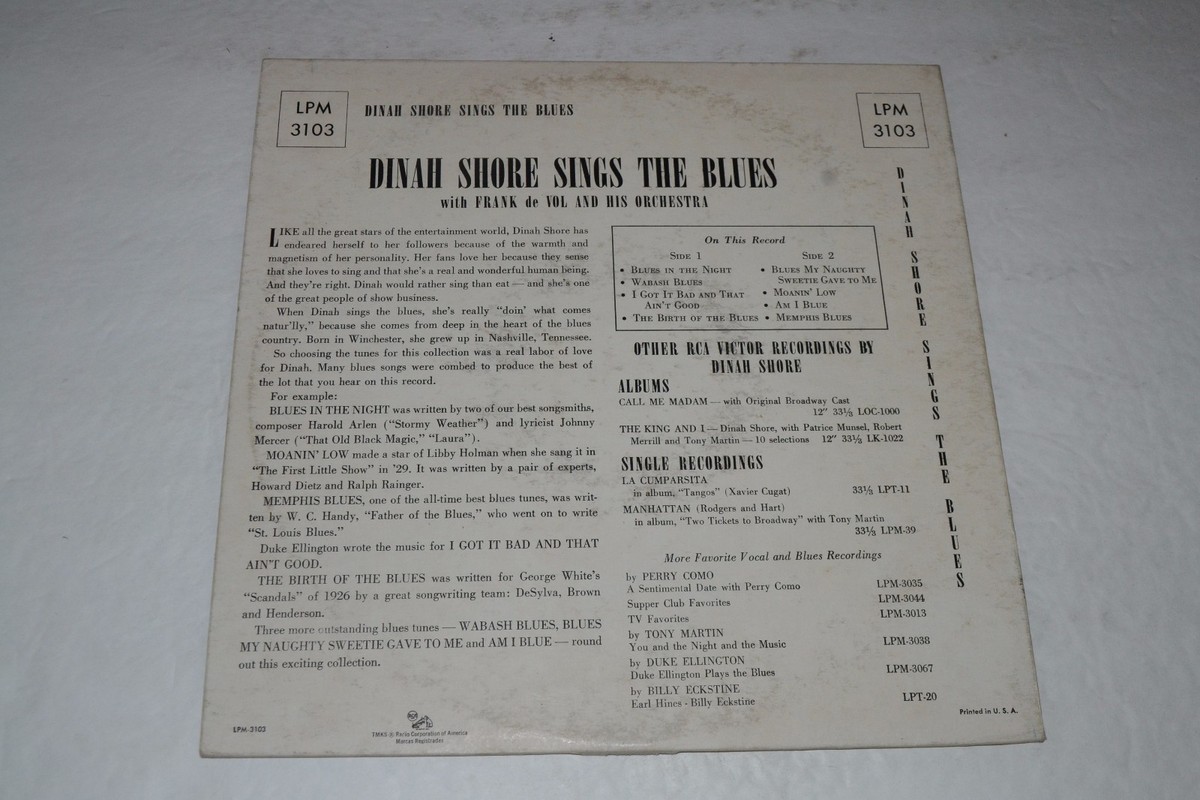 LPM
3103
DINAH SHORE SINGS THE BLUES
LPM
3103
DINAH SHORE SINGS THE BLUES
with FRANK de VOL AND HIS ORCHESTRA
LIKE all the great stars of the entertainment world, Dinah Shore has
endeared herself to her followers because of the warmth and
magnetism of her personality. Her fans love her because they sense
that she loves to sing and that she's a real and wonderful human being.
And they're right. Dinah would rather sing than eat — and she's one
of the great people of show business.
When Dinah sings the blues, she's really "doin' what comes
natur'lly," because she comes from deep in the heart of the blues
country. Born in Winchester, she grew up in Nashville, Tennessee.
So choosing the tunes for this collection was a real labor of love
for Dinah. Many blues songs were combed to produce the best of
the lot that you hear on this record.
For example:
BLUES IN THE NIGHT was written by two of our best songsmiths,
composer Harold Arlen ("Stormy Weather") and lyricist Johnny
Mercer ("That Old Black Magic," "Laura").
MOANIN' LOW made a star of Libby Holman when she sang it in
"The First Little Show" in '29. It was written by a pair of experts,
Howard Dietz and Ralph Rainger.
MEMPHIS BLUES, one of the all-time best blues tunes, was writ-
ten by W. C. Handy, "Father of the Blues," who went on to write
"St. Louis Blues."
Duke Ellington wrote the music for I GOT IT BAD AND THAT
AIN'T GOOD.
THE BIRTH OF THE BLUES was written for George White's
"Scandals" of 1926 by a great songwriting team: DeSylva, Brown
and Henderson.
Three more outstanding blues tunes — WABASH BLUES, BLUES
MY NAUGHTY SWEETIE GAVE TO ME and AM I BLUE — round
out this exciting collection.
On This Record
SIDE 1
• BLUES IN THE NIGHT
• WABASH BLUES
• I GOT IT BAD AND THAT
AIN'T GOOD
• THE BIRTH OF THE BLUES
SIDE 2
• BLUES MY NAUGHTY
SWEETIE GAVE TO ME
• MOANIN' LOW
• AM I BLUE
• MEMPHIS BLUES
OTHER RCA VICTOR RECORDINGS BY
DINAH SHORE
ALBUMS
CALL ME MADAM — with Original Broadway Cast
12" 33⅓ LOC-1000
THE KING AND I — Dinah Shore, with Patrice Munsel, Robert
Merrill and Tony Martin — 10 selections 12" 33⅓ LK-1022
SINGLE RECORDINGS
LA CUMPARSITA
in album, "Tangos" (Xavier Cugat) 33⅓ LPT-11
MANHATTAN (Rodgers and Hart)
in album, "Two Tickets to Broadway" with Tony Martin
33⅓ LPM-39
More Favorite Vocal and Blues Recordings
by PERRY COMO
A Sentimental Date with Perry Como LPM-3035
Supper Club Favorites LPM-3044
TV Favorites LPM-3013
by TONY MARTIN
You and the Night and the Music LPM-3038
by DUKE ELLINGTON
Duke Ellington Plays the Blues LPM-3067
by BILLY ECKSTINE
Earl Hines - Billy Eckstine LPT-20
DINAH SHORE SINGS THE BLUES
LPM-3103
RCA
TMKS ® Radio Corporation of America
Marcas Registradas
Printed in U. S. A.